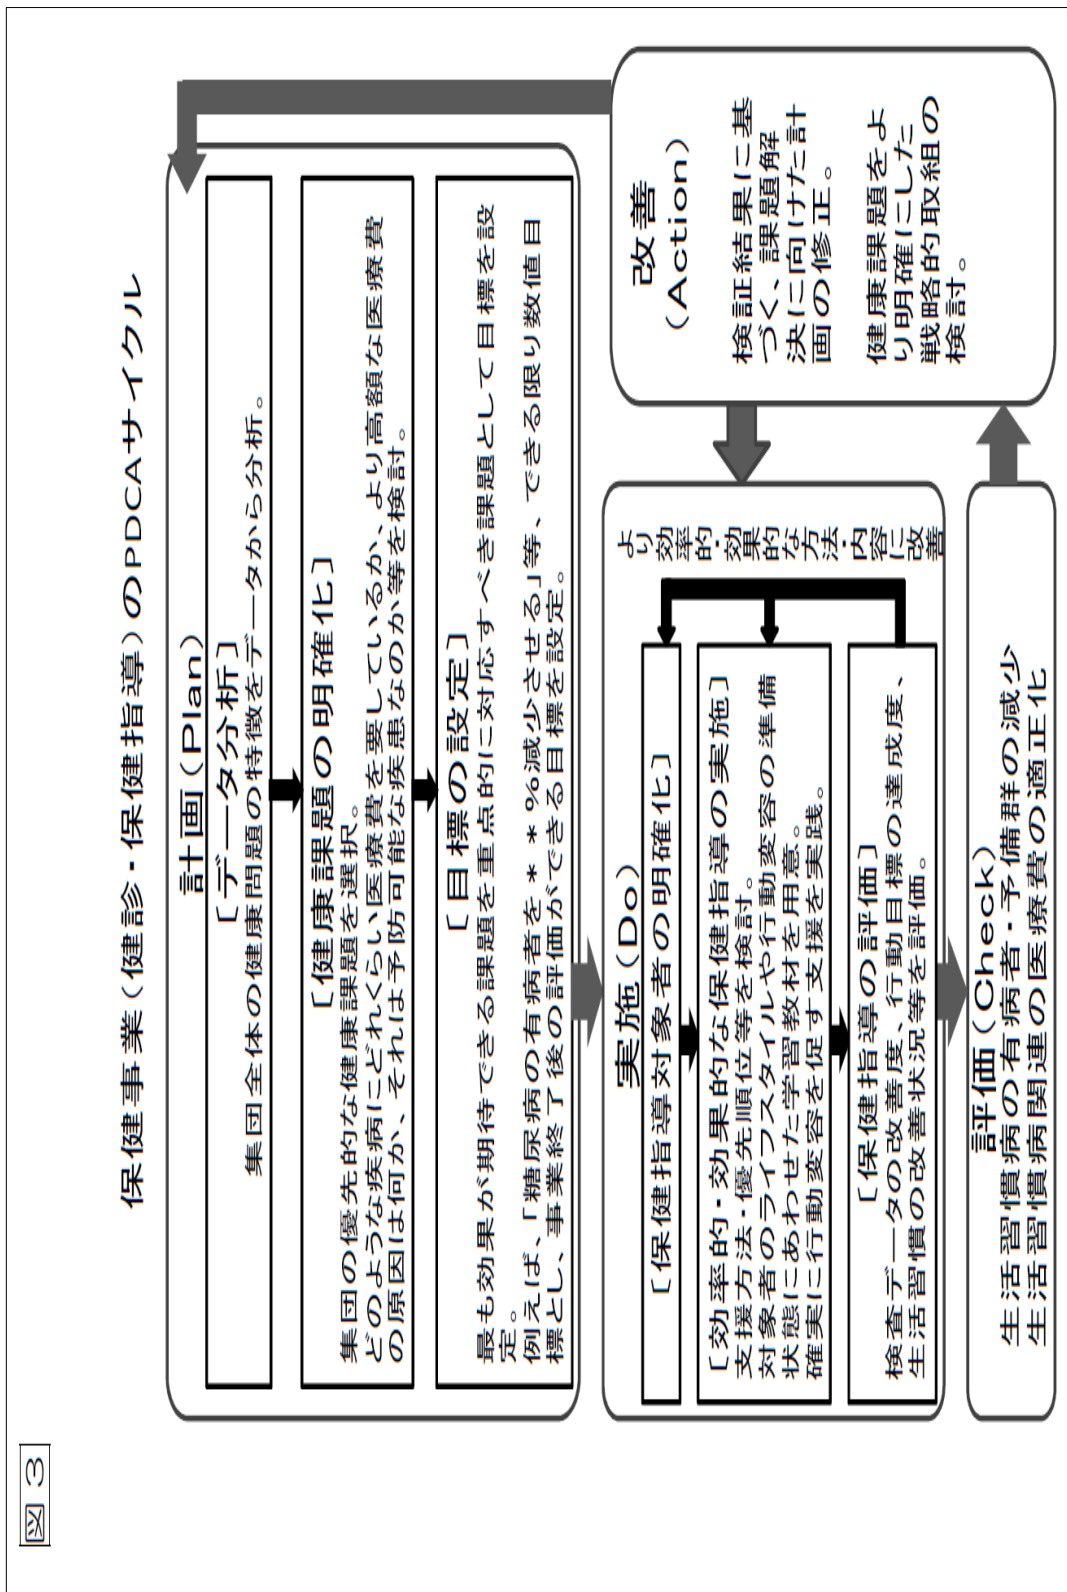 図３
保健事業（健診・保健指導）のPDCAサイクル
計画（Plan）
［データ分析］
集団全体の健康問題の特徴をデータから分析。
［健康課題の明確化］
集団の優先的な健康課題を選択。
どのような疾病にどれくらい医療費を要しているか、より高額な医療費
の原因は何か、それは予防可能な疾患なのか等を検討。
［目標の設定］
最も効果が期待できる課題を重点的に対応すべき課題として目標を設
定。
例えば、「糖尿病の有病者を＊＊％減少させる」等、できる限り数値目
標とし、事業終了後の評価ができる目標を設定。
実施（Do）
［保健指導対象者の明確化］
［効率的・効果的な保健指導の実施］
支援方法・優先順位等を検討。
対象者のライフスタイルや行動変容の準備
状態にあわせた学習教材を用意。
確実に行動変容を促す支援を実践。
［保健指導の評価］
検査データの改善度、行動目標の達成度、
生活習慣の改善状況等を評価。
より効率的・効果的な方法・内容に改善
評価（Check）
生活習慣病の有病者・予備群の減少
生活習慣病関連の医療費の適正化
改善
（Action）
検証結果に基
づく、課題解
決に向けた計
画の修正。
健康課題をよ
り明確にした
戦略的取組の
検討。